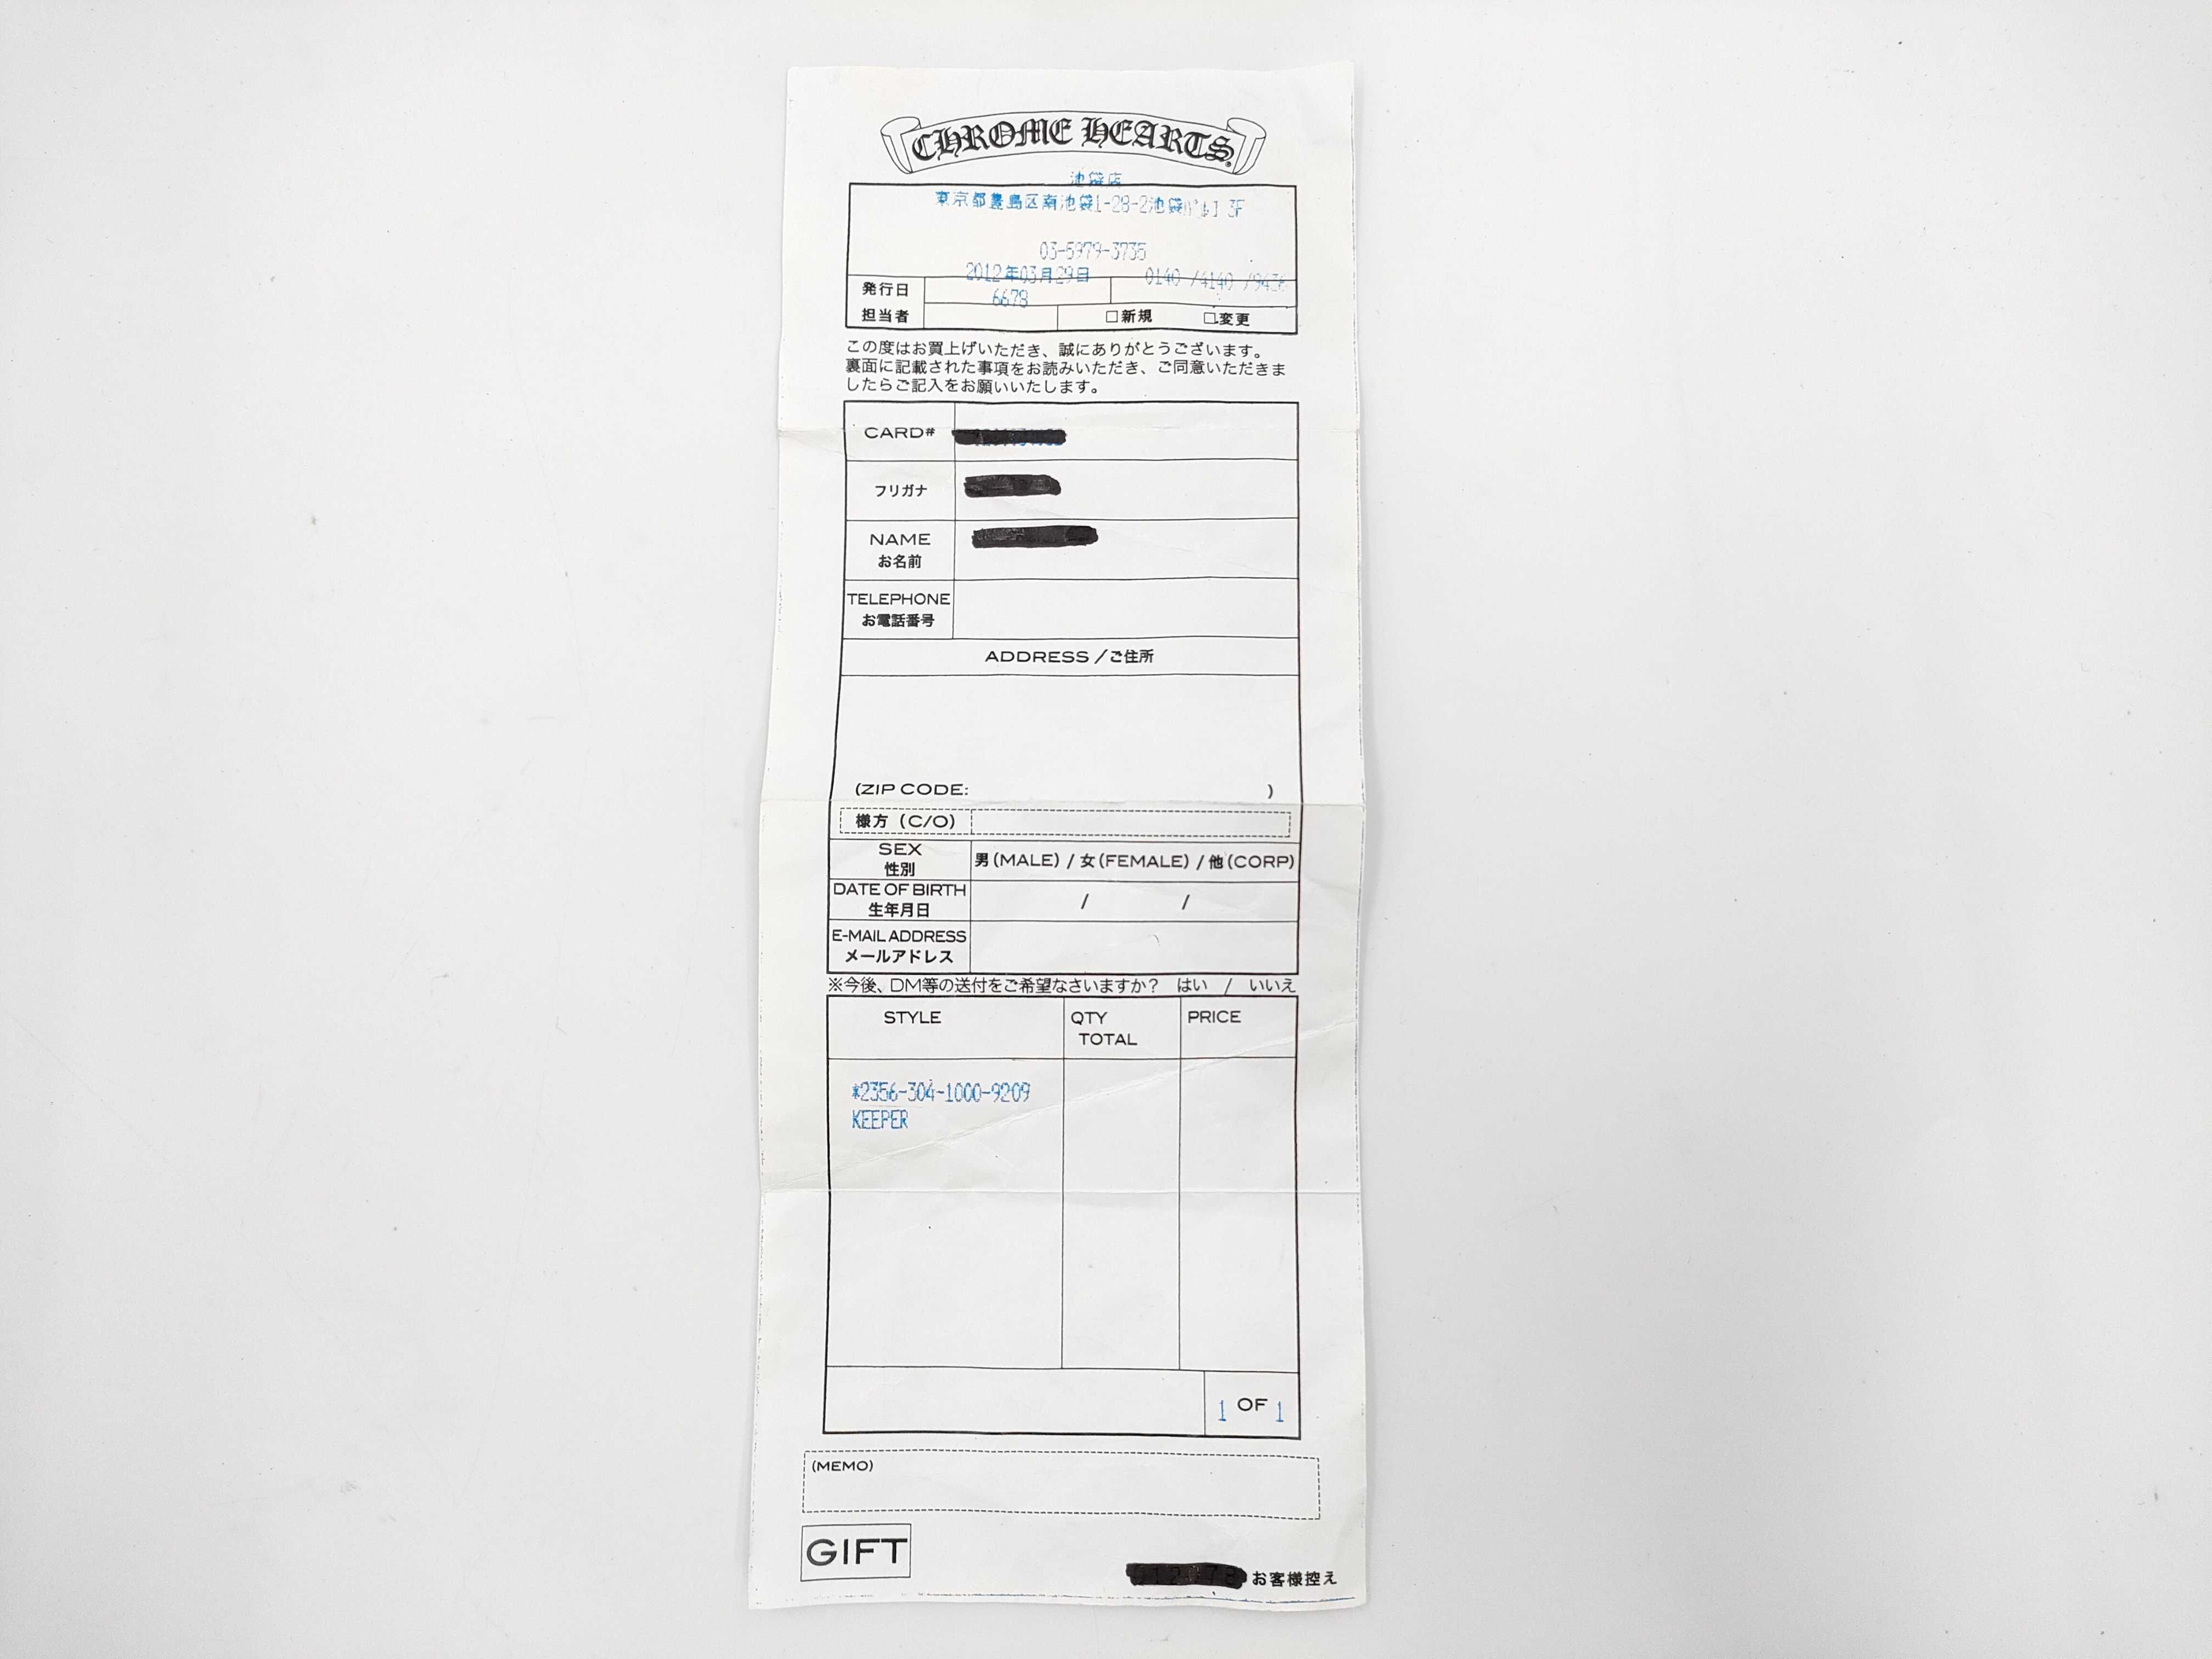 CHROME HEARTS
池袋店
東京都豊島区南池袋1-28-2池袋ﾊﾟﾙｺ 3F
03-5979-3735
2012年03月29日 0140 /4140
発行日
6678
担当者 □新規 □変更
この度はお買上げいただき、誠にありがとうございます。
裏面に記載された事項をお読みいただき、ご同意いただきま
したらご記入をお願いいたします。
CARD#
フリガナ
NAME
お名前
TELEPHONE
お電話番号
ADDRESS /ご住所
(ZIP CODE: )
様方 (C/O)
SEX
性別
男(MALE) / 女(FEMALE) / 他(CORP)
DATE OF BIRTH
生年月日
/ /
E-MAIL ADDRESS
メールアドレス
※今後、DM等の送付をご希望なさいますか? はい / いいえ
STYLE QTY PRICE
TOTAL
*2356-304-1000-9209
KEEPER
1 OF 1
(MEMO)
GIFT
お客様控え